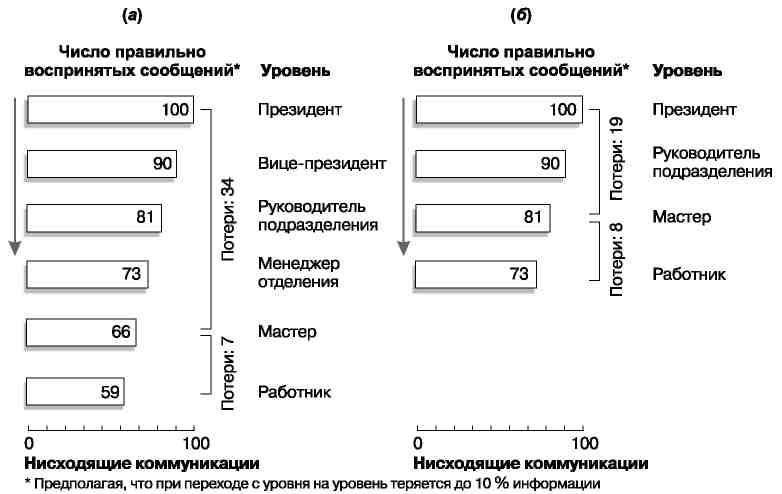 (а)
Число правильно
воспринятых сообщений*
Уровень
100
Президент
90
Вице-президент
81
Руководитель
подразделения
73
Менеджер
отделения
66
Мастер
59
Работник
Потери: 34
Потери: 7
0
100
Нисходящие коммуникации
(б)
Число правильно
воспринятых сообщений*
Уровень
100
Президент
90
Руководитель
подразделения
81
Мастер
73
Работник
Потери: 19
Потери: 8
0
100
Нисходящие коммуникации
* Предполагая, что при переходе с уровня на уровень теряется до 10 % информации